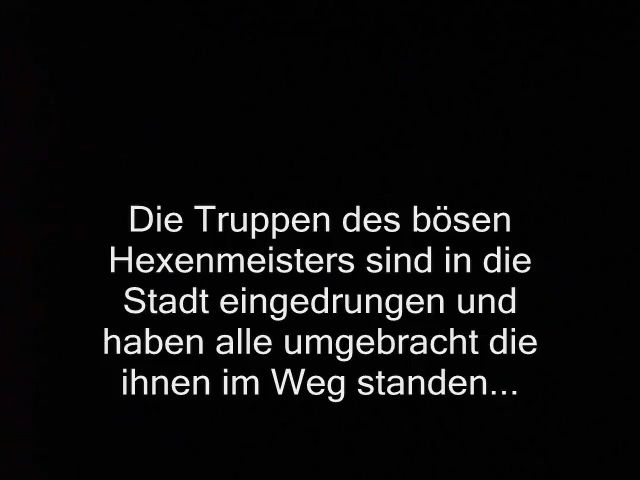 Die Truppen des bösen
Hexenmeisters sind in die
Stadt eingedrungen und
haben alle umgebracht die
ihnen im Weg standen...